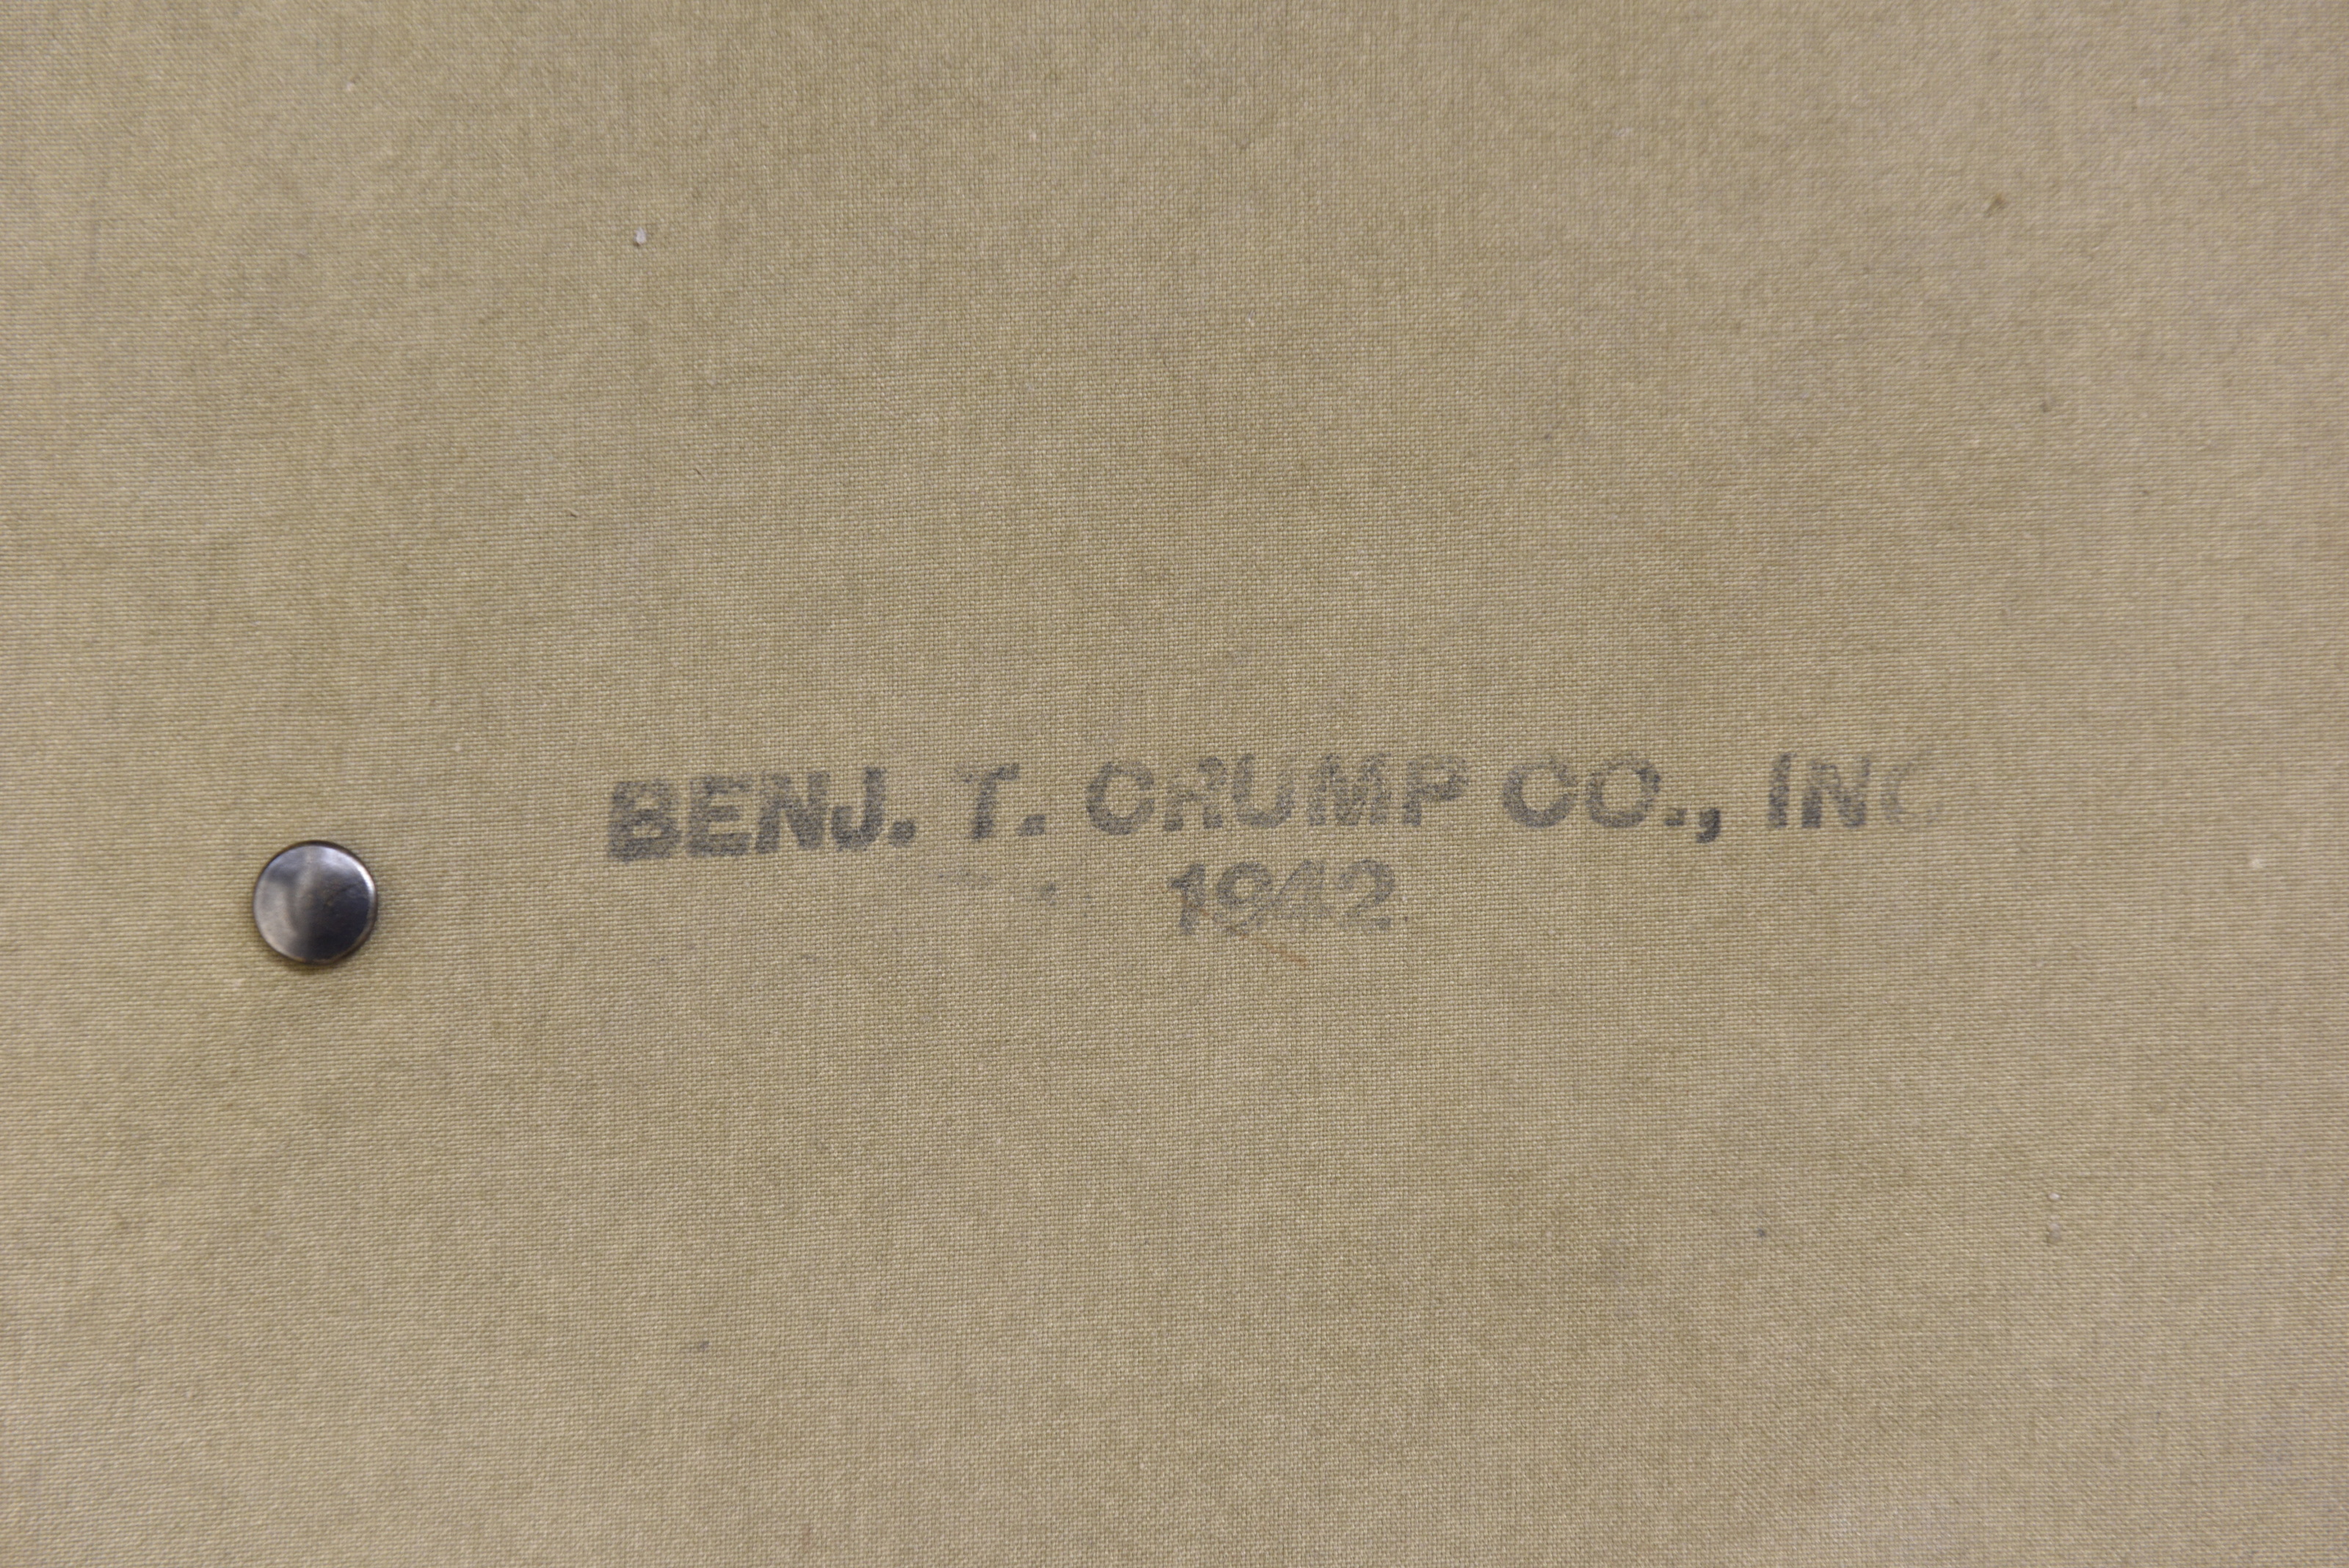 BENJ. T. CRUMP CO., INC
1942